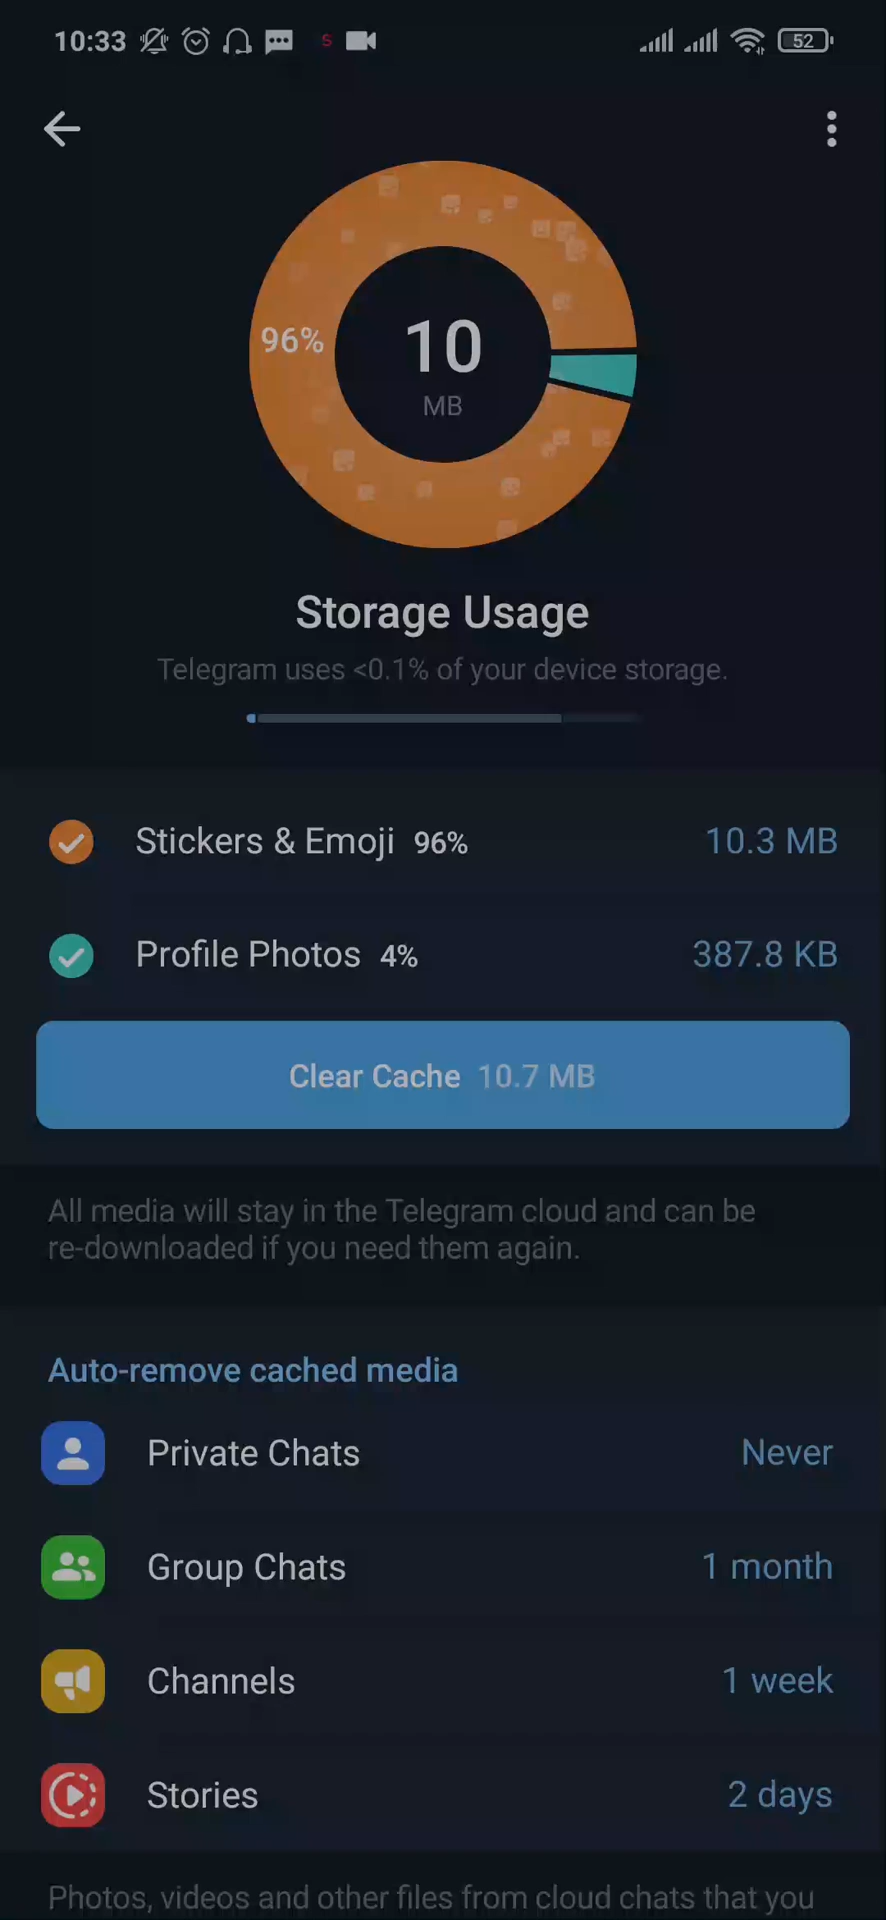 10:33
S
52
96%
10
MB
Storage Usage
Telegram uses <0.1% of your device storage.
Stickers & Emoji 96% 10.3 MB
Profile Photos 4% 387.8 KB
Clear Cache 10.7 MB
All media will stay in the Telegram cloud and can be
re-downloaded if you need them again.
Auto-remove cached media
Private Chats Never
Group Chats 1 month
Channels 1 week
Stories 2 days
Photos, videos and other files from cloud chats that you